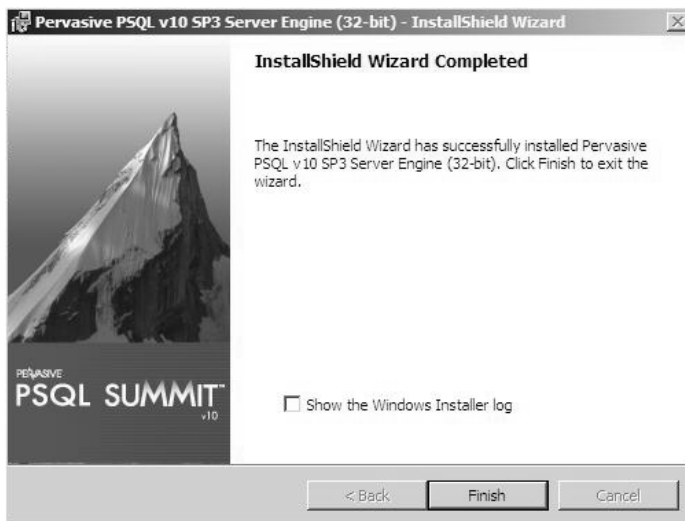 Pervasive PSQL v10 SP3 Server Engine (32-bit) - InstallShield Wizard
InstallShield Wizard Completed
The InstallShield Wizard has successfully installed Pervasive
PSQL v10 SP3 Server Engine (32-bit). Click Finish to exit the
wizard.
PERVASIVE
PSQL SUMMIT™
v10
Show the Windows Installer log
< Back
Finish
Cancel